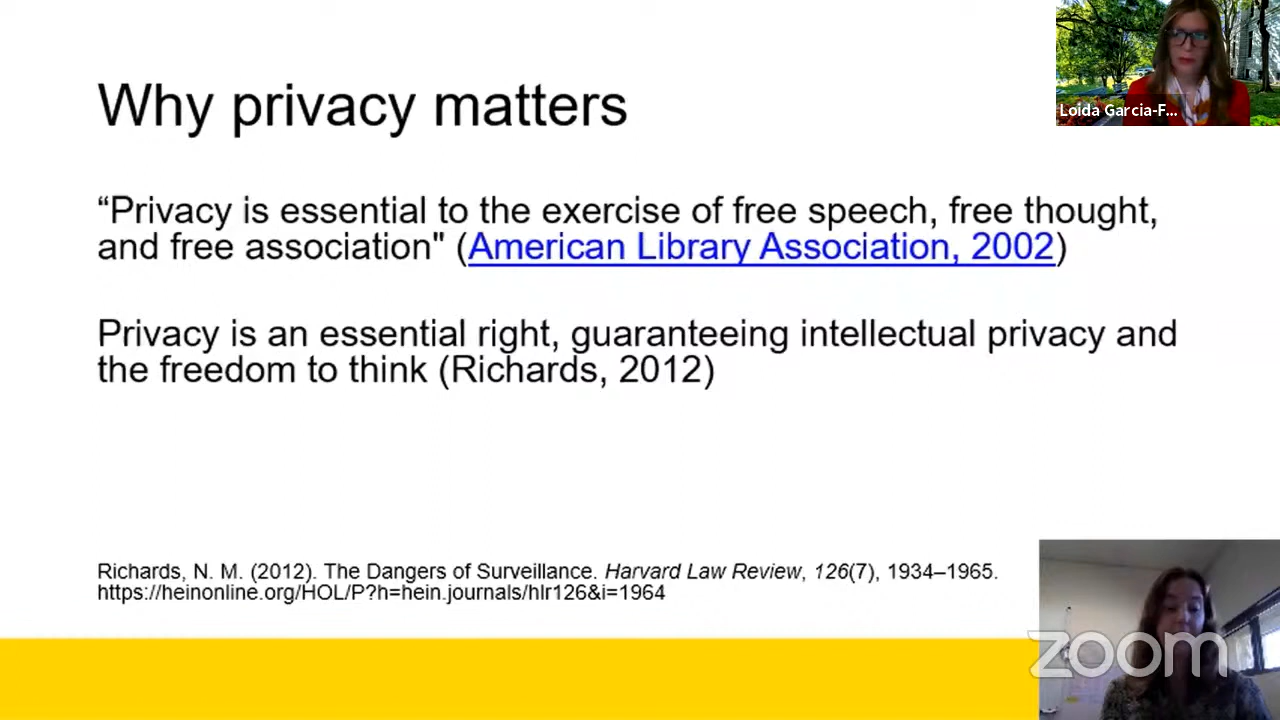 Why privacy matters
Loida Garcia-F...
“Privacy is essential to the exercise of free speech, free thought,
and free association" (American Library Association, 2002)
Privacy is an essential right, guaranteeing intellectual privacy and
the freedom to think (Richards, 2012)
Richards, N. M. (2012). The Dangers of Surveillance. Harvard Law Review, 126(7), 1934–1965.
https://heinonline.org/HOL/P?h=hein.journals/hlr126&i=1964
zoom